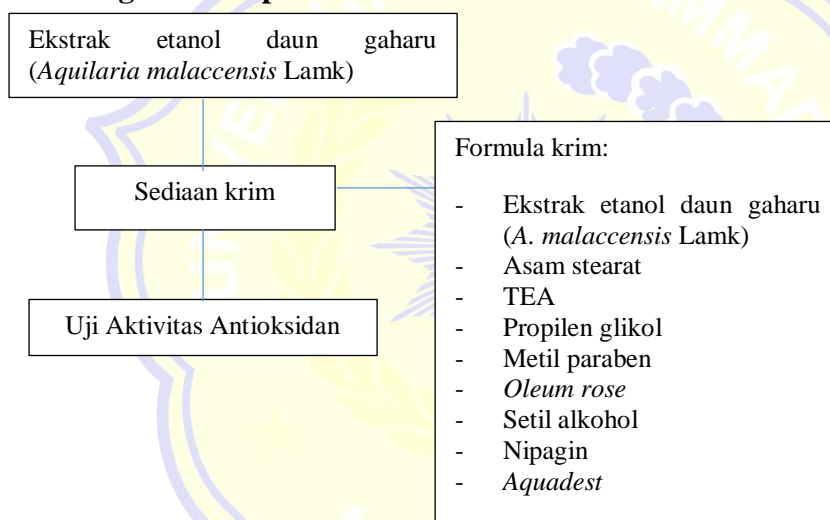 Ekstrak etanol daun gaharu
(Aquilaria malaccensis Lamk)
Sediaan krim
Uji Aktivitas Antioksidan
Formula krim:
- Ekstrak etanol daun gaharu
(A. malaccensis Lamk)
- Asam stearat
- TEA
- Propilen glikol
- Metil paraben
- Oleum rose
- Setil alkohol
- Nipagin
- Aquadest